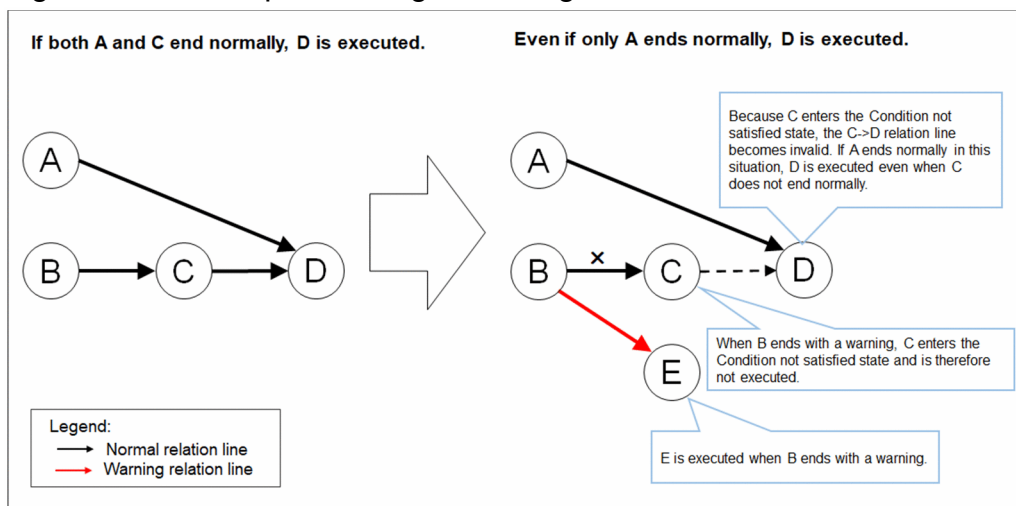 If both A and C end normally, D is executed.
A
B
C
D
Legend:
Normal relation line
Warning relation line
Even if only A ends normally, D is executed.
Because C enters the Condition not
satisfied state, the C->D relation line
becomes invalid. If A ends normally in this
situation, D is executed even when C
does not end normally.
A
B
×
C
D
E
When B ends with a warning, C enters the
Condition not satisfied state and is therefore
not executed.
E is executed when B ends with a warning.